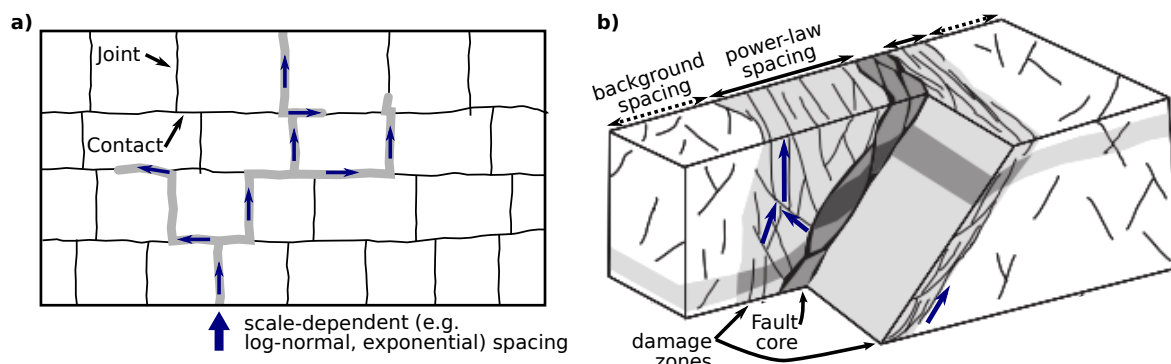 a)
Joint
Contact
scale-dependent (e.g.
log-normal, exponential) spacing
b)
background
spacing
power-law
spacing
damage
zones
Fault
core